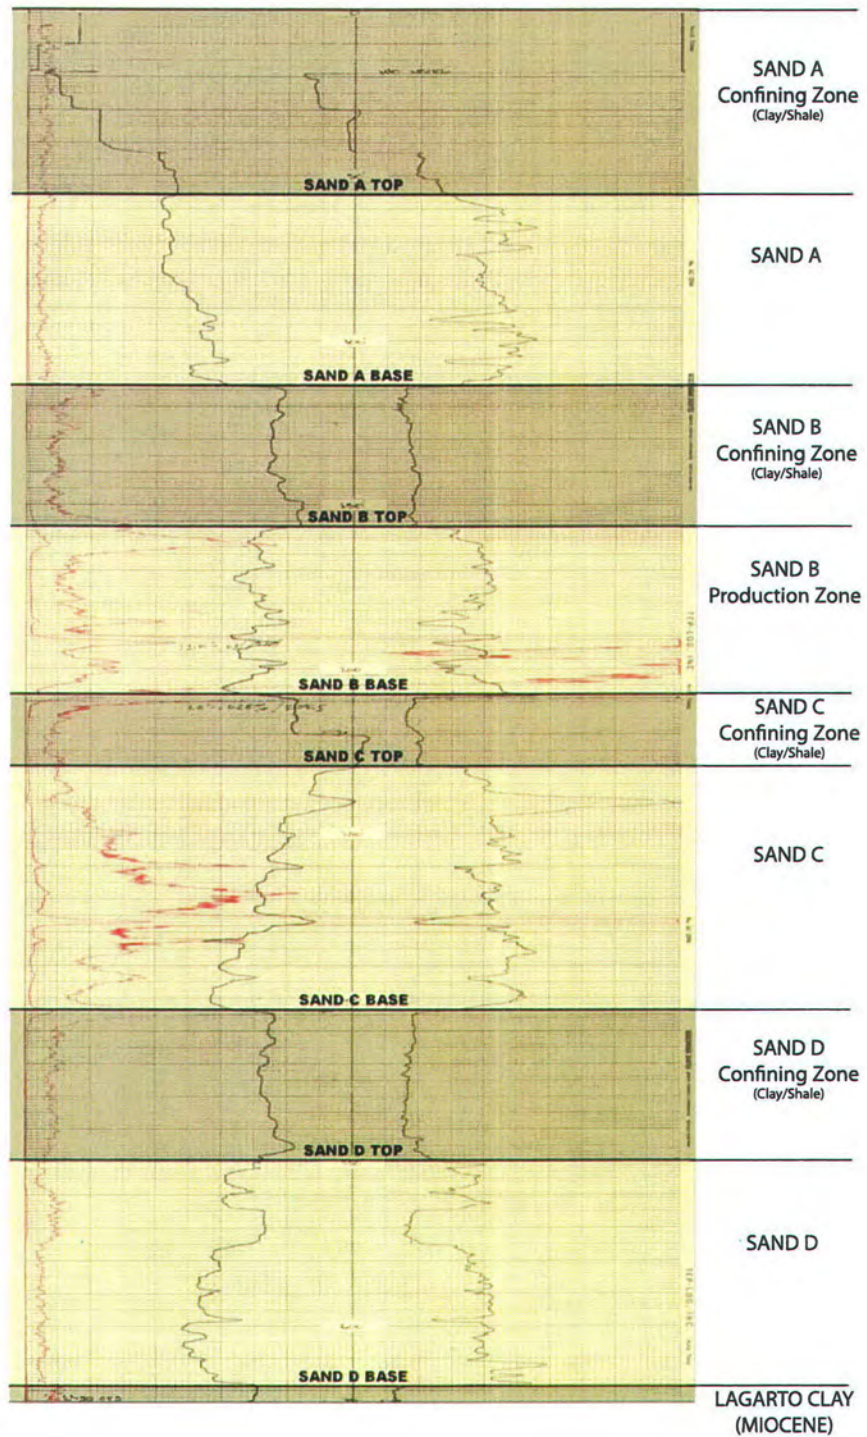 SAND A
Confining Zone
(Clay/Shale)
SAND A TOP
SAND A
SAND A BASE
SAND B
Confining Zone
(Clay/Shale)
SAND B TOP
SAND B
Production Zone
SAND B BASE
SAND C
Confining Zone
(Clay/Shale)
SAND C TOP
SAND C
SAND C BASE
SAND D
Confining Zone
(Clay/Shale)
SAND D TOP
SAND D
SAND D BASE
LAGARTO CLAY
(MIOCENE)